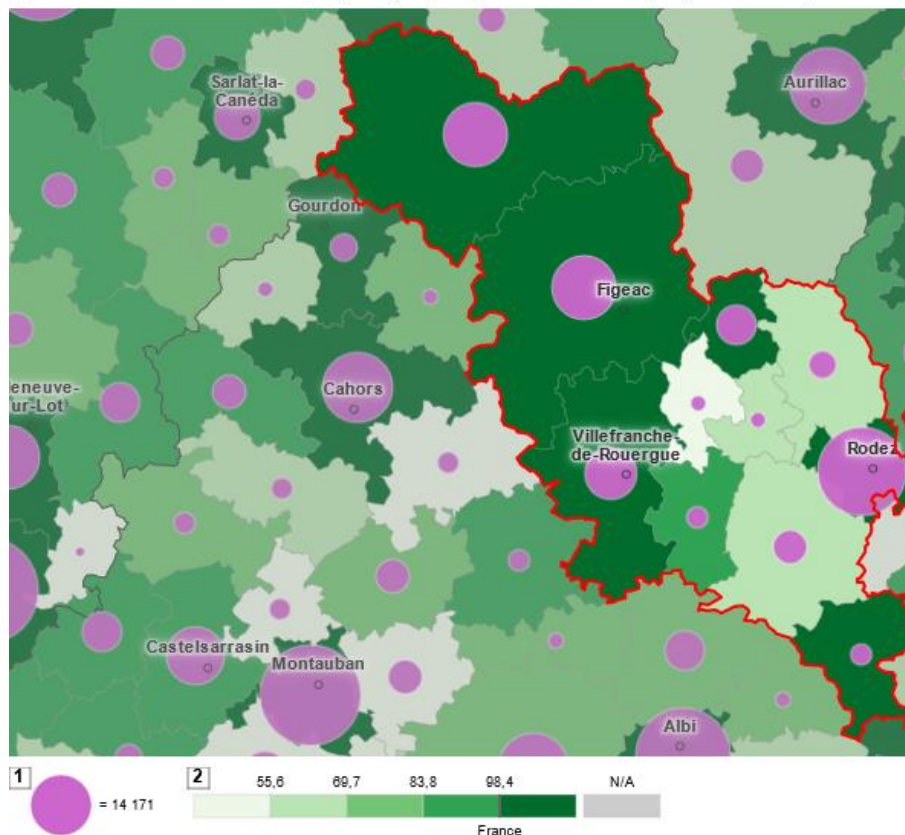 Sarlat-la-
Canéda
Aurillac
Gourdon
Figeac
eneuve-
ur-Lot
Cahors
Villefranche-
de-Rouergue
Rodez
Castelsarrasin
Montauban
Albi
1
= 14 171
2
55,6 69,7 83,8 98,4 N/A
France